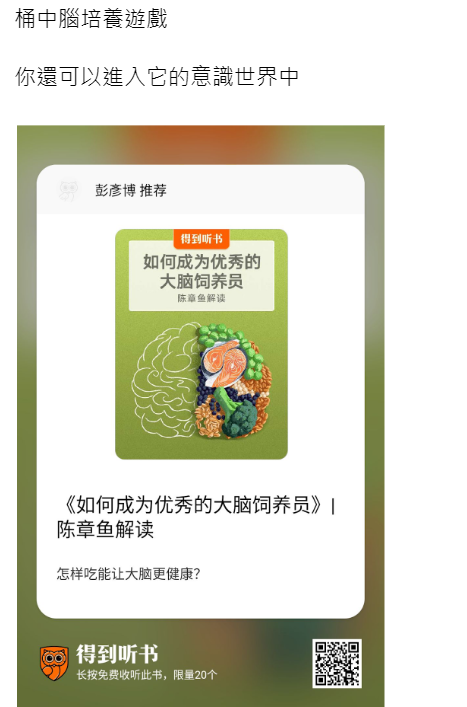 桶中腦培養遊戲
你還可以進入它的意識世界中
彭彥博 推荐
得到听书
如何成为优秀的
大脑饲养员
陈章鱼解读
《如何成为优秀的大脑饲养员》|
陈章鱼解读
怎样吃能让大脑更健康?
得到听书
长按免费收听此书，限量20个